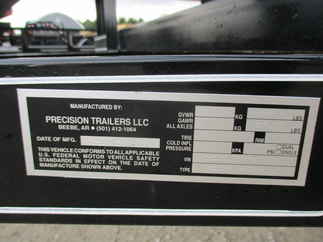 MANUFACTURED BY:
PRECISION TRAILERS LLC
BEEBE, AR • (501) 412-1064
DATE OF MFG.
THIS VEHICLE CONFORMS TO ALL APPLICABLE
U.S. FEDERAL MOTOR VEHICLE SAFETY
STANDARDS IN EFFECT ON THE DATE OF
MANUFACTURE SHOWN ABOVE.
GVWR KG LBS
GAWR
ALL AXLES KG LBS
TIRE RIM
COLD INFL.
PRESSURE KPA PSI SINGLE
DUAL
VIN
TYPE